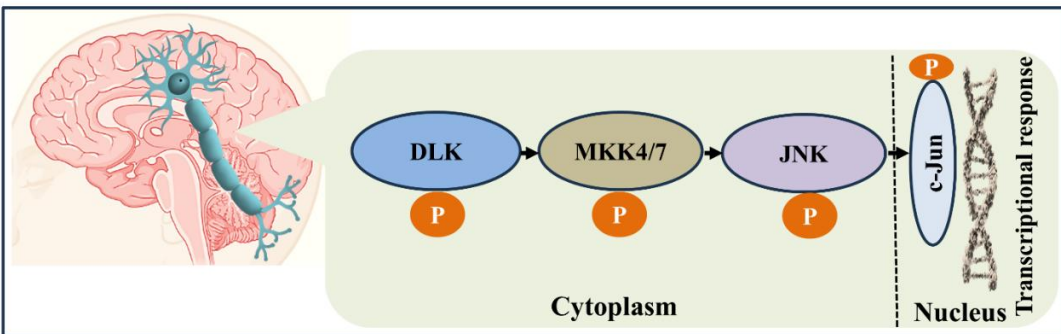 DLK
P
MKK4/7
P
JNK
P
P
c-Jun
Transcriptional response
Cytoplasm
Nucleus